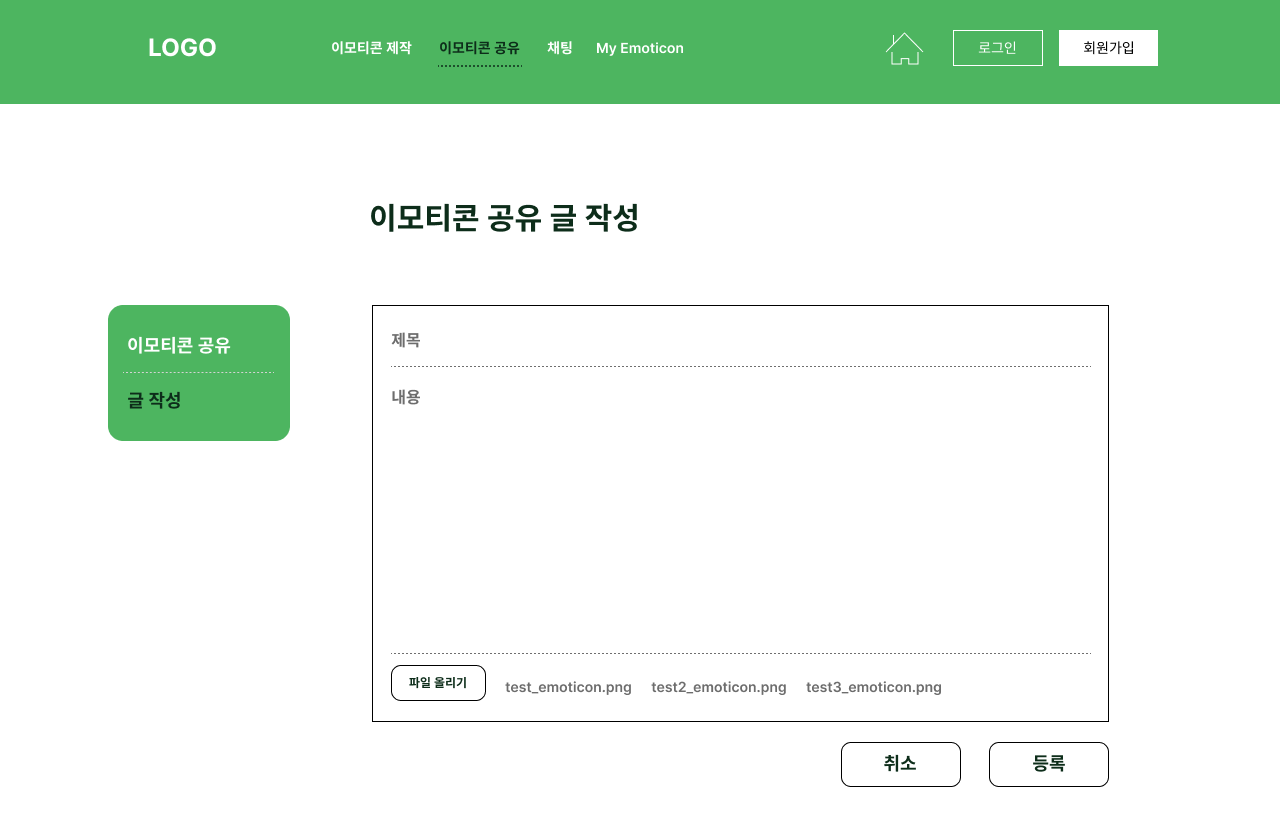 LOGO
이모티콘 제작
이모티콘 공유
채팅
My Emoticon
로그인
회원가입
이모티콘 공유 글 작성
이모티콘 공유
글 작성
제목
내용
파일 올리기
test_emoticon.png
test2_emoticon.png
test3_emoticon.png
취소
등록